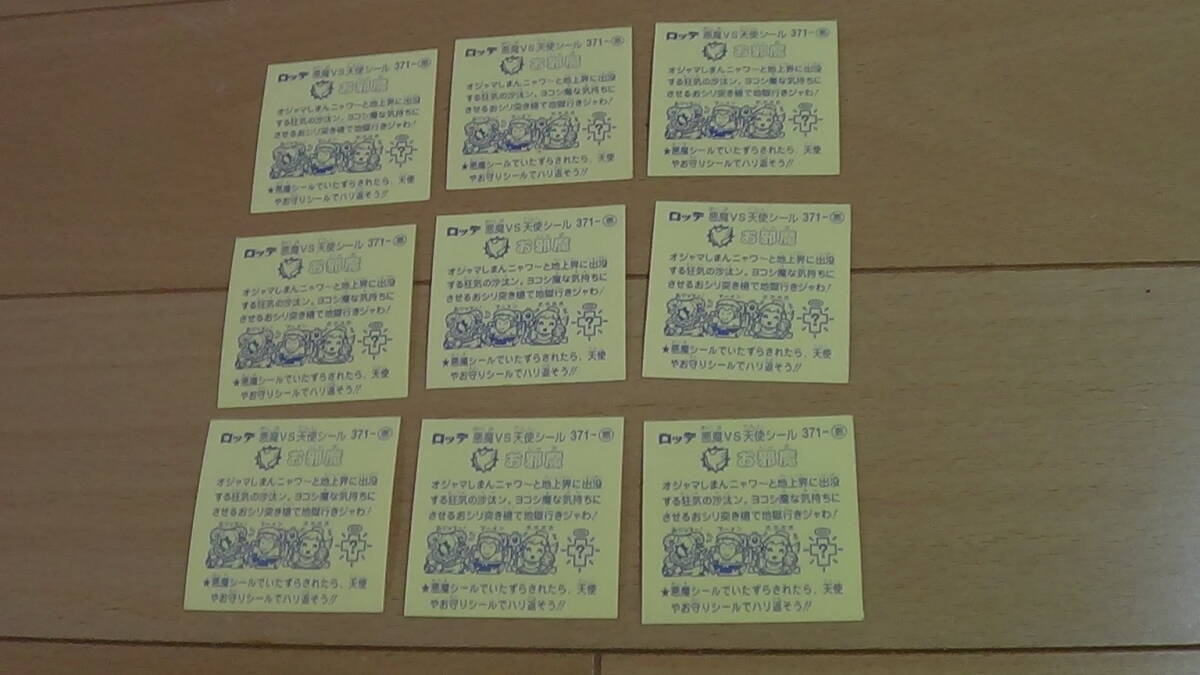 ロッテ 悪魔VS天使シール 371-悪
お邪魔
オジャマしまんニャワ〜と地上界に出没
する狂気の沙汰ン。ヨコシ魔な気持ちに
させるおシリ突き槍で地獄行きジャわ!
?
★悪魔シールでいたずらされたら、天使
やお守りシールでハリ返そう!!
ロッテ 悪魔VS天使シール 371-悪
お邪魔
オジャマしまんニャワ〜と地上界に出没
する狂気の沙汰ン。ヨコシ魔な気持ちに
させるおシリ突き槍で地獄行きジャわ!
?
★悪魔シールでいたずらされたら、天使
やお守りシールでハリ返そう!!
ロッテ 悪魔VS天使シール 371-悪
お邪魔
オジャマしまんニャワ〜と地上界に出没
する狂気の沙汰ン。ヨコシ魔な気持ちに
させるおシリ突き槍で地獄行きジャわ!
?
★悪魔シールでいたずらされたら、天使
やお守りシールでハリ返そう!!
ロッテ 悪魔VS天使シール 371-悪
お邪魔
オジャマしまんニャワ〜と地上界に出没
する狂気の沙汰ン。ヨコシ魔な気持ちに
させるおシリ突き槍で地獄行きジャわ!
?
★悪魔シールでいたずらされたら、天使
やお守りシールでハリ返そう!!
ロッテ 悪魔VS天使シール 371-悪
お邪魔
オジャマしまんニャワ〜と地上界に出没
する狂気の沙汰ン。ヨコシ魔な気持ちに
させるおシリ突き槍で地獄行きジャわ!
?
★悪魔シールでいたずらされたら、天使
やお守りシールでハリ返そう!!
ロッテ 悪魔VS天使シール 371-悪
お邪魔
オジャマしまんニャワ〜と地上界に出没
する狂気の沙汰ン。ヨコシ魔な気持ちに
させるおシリ突き槍で地獄行きジャわ!
?
★悪魔シールでいたずらされたら、天使
やお守りシールでハリ返そう!!
ロッテ 悪魔VS天使シール 371-悪
お邪魔
オジャマしまんニャワ〜と地上界に出没
する狂気の沙汰ン。ヨコシ魔な気持ちに
させるおシリ突き槍で地獄行きジャわ!
?
★悪魔シールでいたずらされたら、天使
やお守りシールでハリ返そう!!
ロッテ 悪魔VS天使シール 371-悪
お邪魔
オジャマしまんニャワ〜と地上界に出没
する狂気の沙汰ン。ヨコシ魔な気持ちに
させるおシリ突き槍で地獄行きジャわ!
?
★悪魔シールでいたずらされたら、天使
やお守りシールでハリ返そう!!
ロッテ 悪魔VS天使シール 371-悪
お邪魔
オジャマしまんニャワ〜と地上界に出没
する狂気の沙汰ン。ヨコシ魔な気持ちに
させるおシリ突き槍で地獄行きジャわ!
?
★悪魔シールでいたずらされたら、天使
やお守りシールでハリ返そう!!